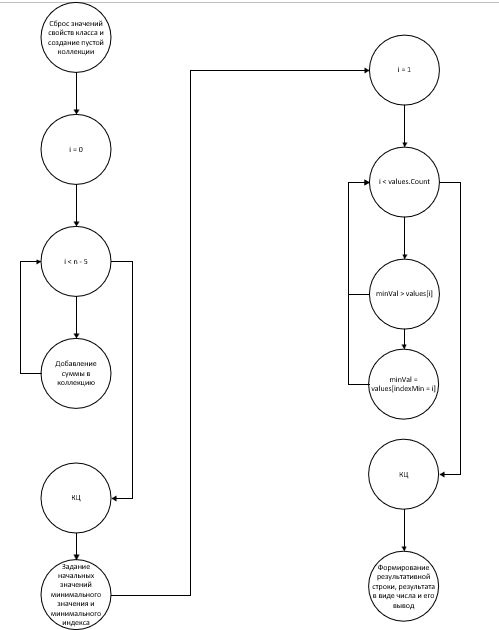 Сброс значений
свойств класса и
создание пустой
коллекции
i = 0
i < n - 5
Добавление
суммы в
коллекцию
КЦ
Задание
начальных
значений
минимального
значения и
минимального
индекса
i = 1
i < values.Count
minVal > values[i]
minVal =
values[indexMin = i]
КЦ
Формирование
результативной
строки, результата
в виде числа и его
вывод